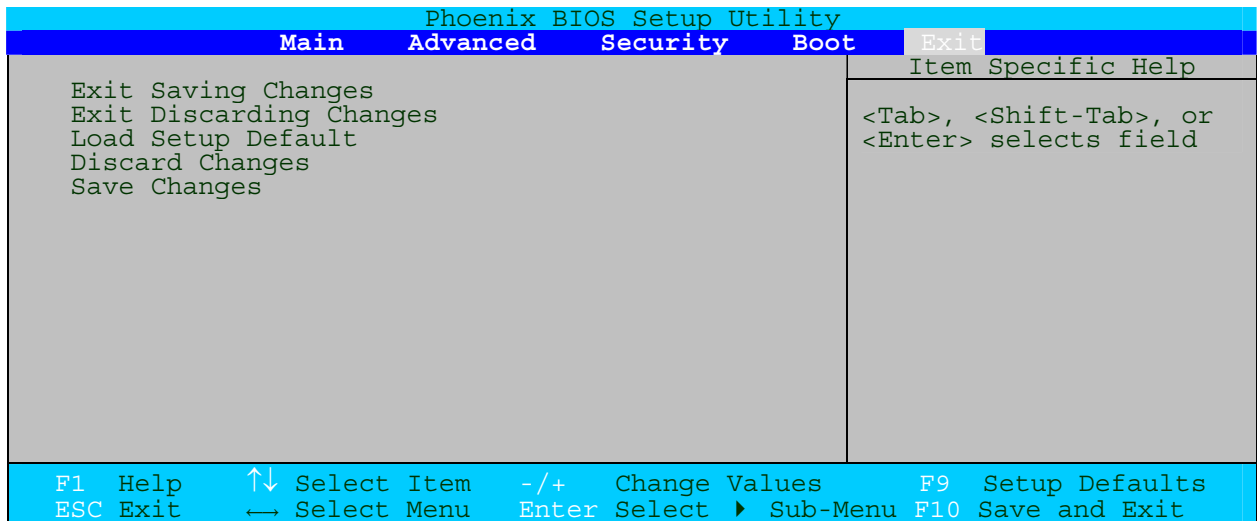 Phoenix BIOS Setup Utility
Main Advanced Security Boot Exit
Item Specific Help
Exit Saving Changes
Exit Discarding Changes
Load Setup Default
Discard Changes
Save Changes
<Tab>, <Shift-Tab>, or
<Enter> selects field
F1 Help ↑↓ Select Item -/+ Change Values F9 Setup Defaults
ESC Exit ←→ Select Menu Enter Select ▶ Sub-Menu F10 Save and Exit